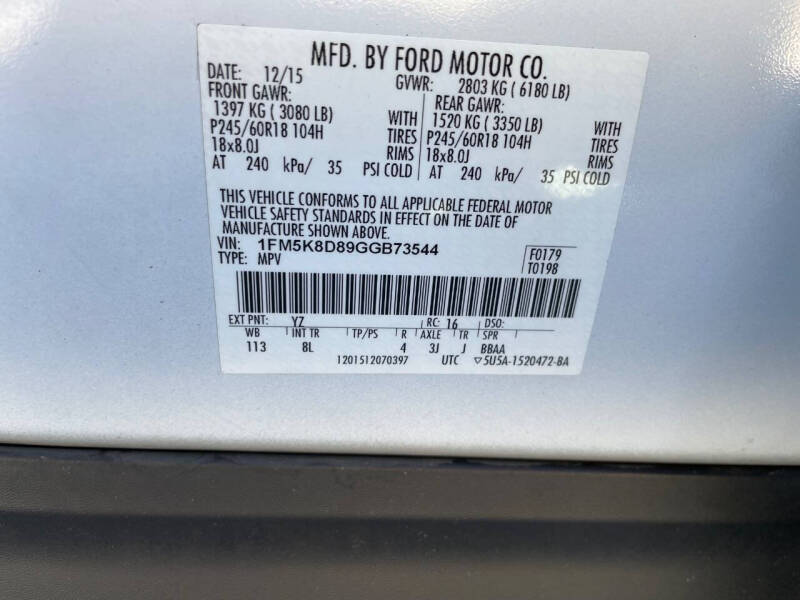 MFD. BY FORD MOTOR CO.
DATE: 12/15 GVWR: 2803 KG ( 6180 LB)
FRONT GAWR: REAR GAWR:
1397 KG ( 3080 LB) WITH 1520 KG ( 3350 LB) WITH
P245/60R18 104H TIRES P245/60R18 104H TIRES
18x8.0J RIMS 18x8.0J RIMS
AT 240 kPa/ 35 PSI COLD AT 240 kPa/ 35 PSI COLD
THIS VEHICLE CONFORMS TO ALL APPLICABLE FEDERAL MOTOR
VEHICLE SAFETY STANDARDS IN EFFECT ON THE DATE OF
MANUFACTURE SHOWN ABOVE.
VIN: 1FM5K8D89GGB73544 F0179
TYPE: MPV T0198
EXT PNT: YZ RC: 16 DSO:
WB INT TR TP/PS R AXLE TR SPR
113 8L 4 3J J BBAA
1201512070397 UTC ▽5U5A-1520472-BA